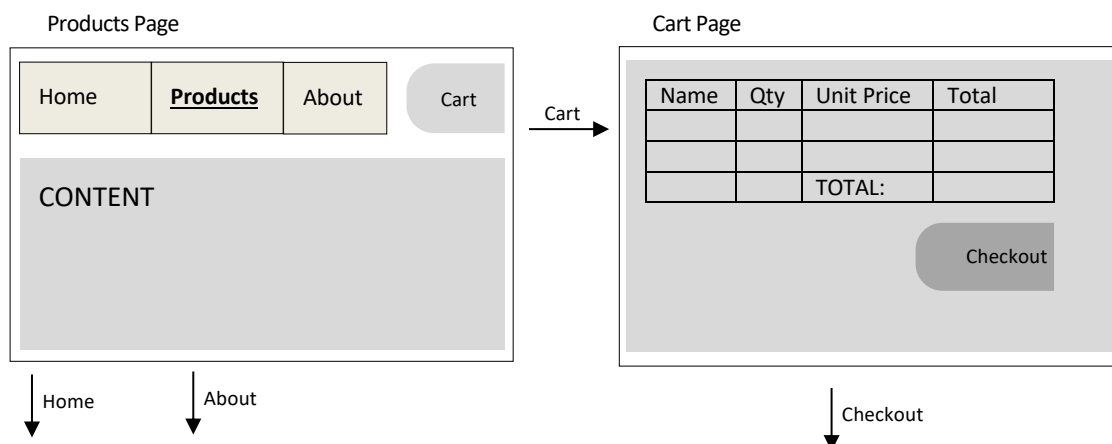 Products Page
Home
Products
About
Cart
CONTENT
Home
About
Cart
Cart Page
Name Qty Unit Price Total
TOTAL:
Checkout
Checkout